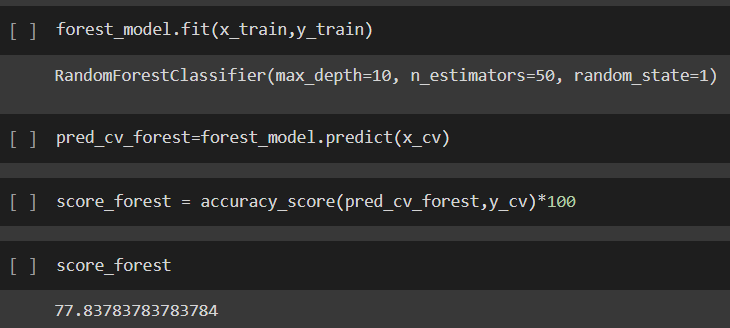 [ ] forest_model.fit(x_train,y_train)
RandomForestClassifier(max_depth=10, n_estimators=50, random_state=1)
[ ] pred_cv_forest=forest_model.predict(x_cv)
[ ] score_forest = accuracy_score(pred_cv_forest,y_cv)*100
[ ] score_forest
77.83783783783784